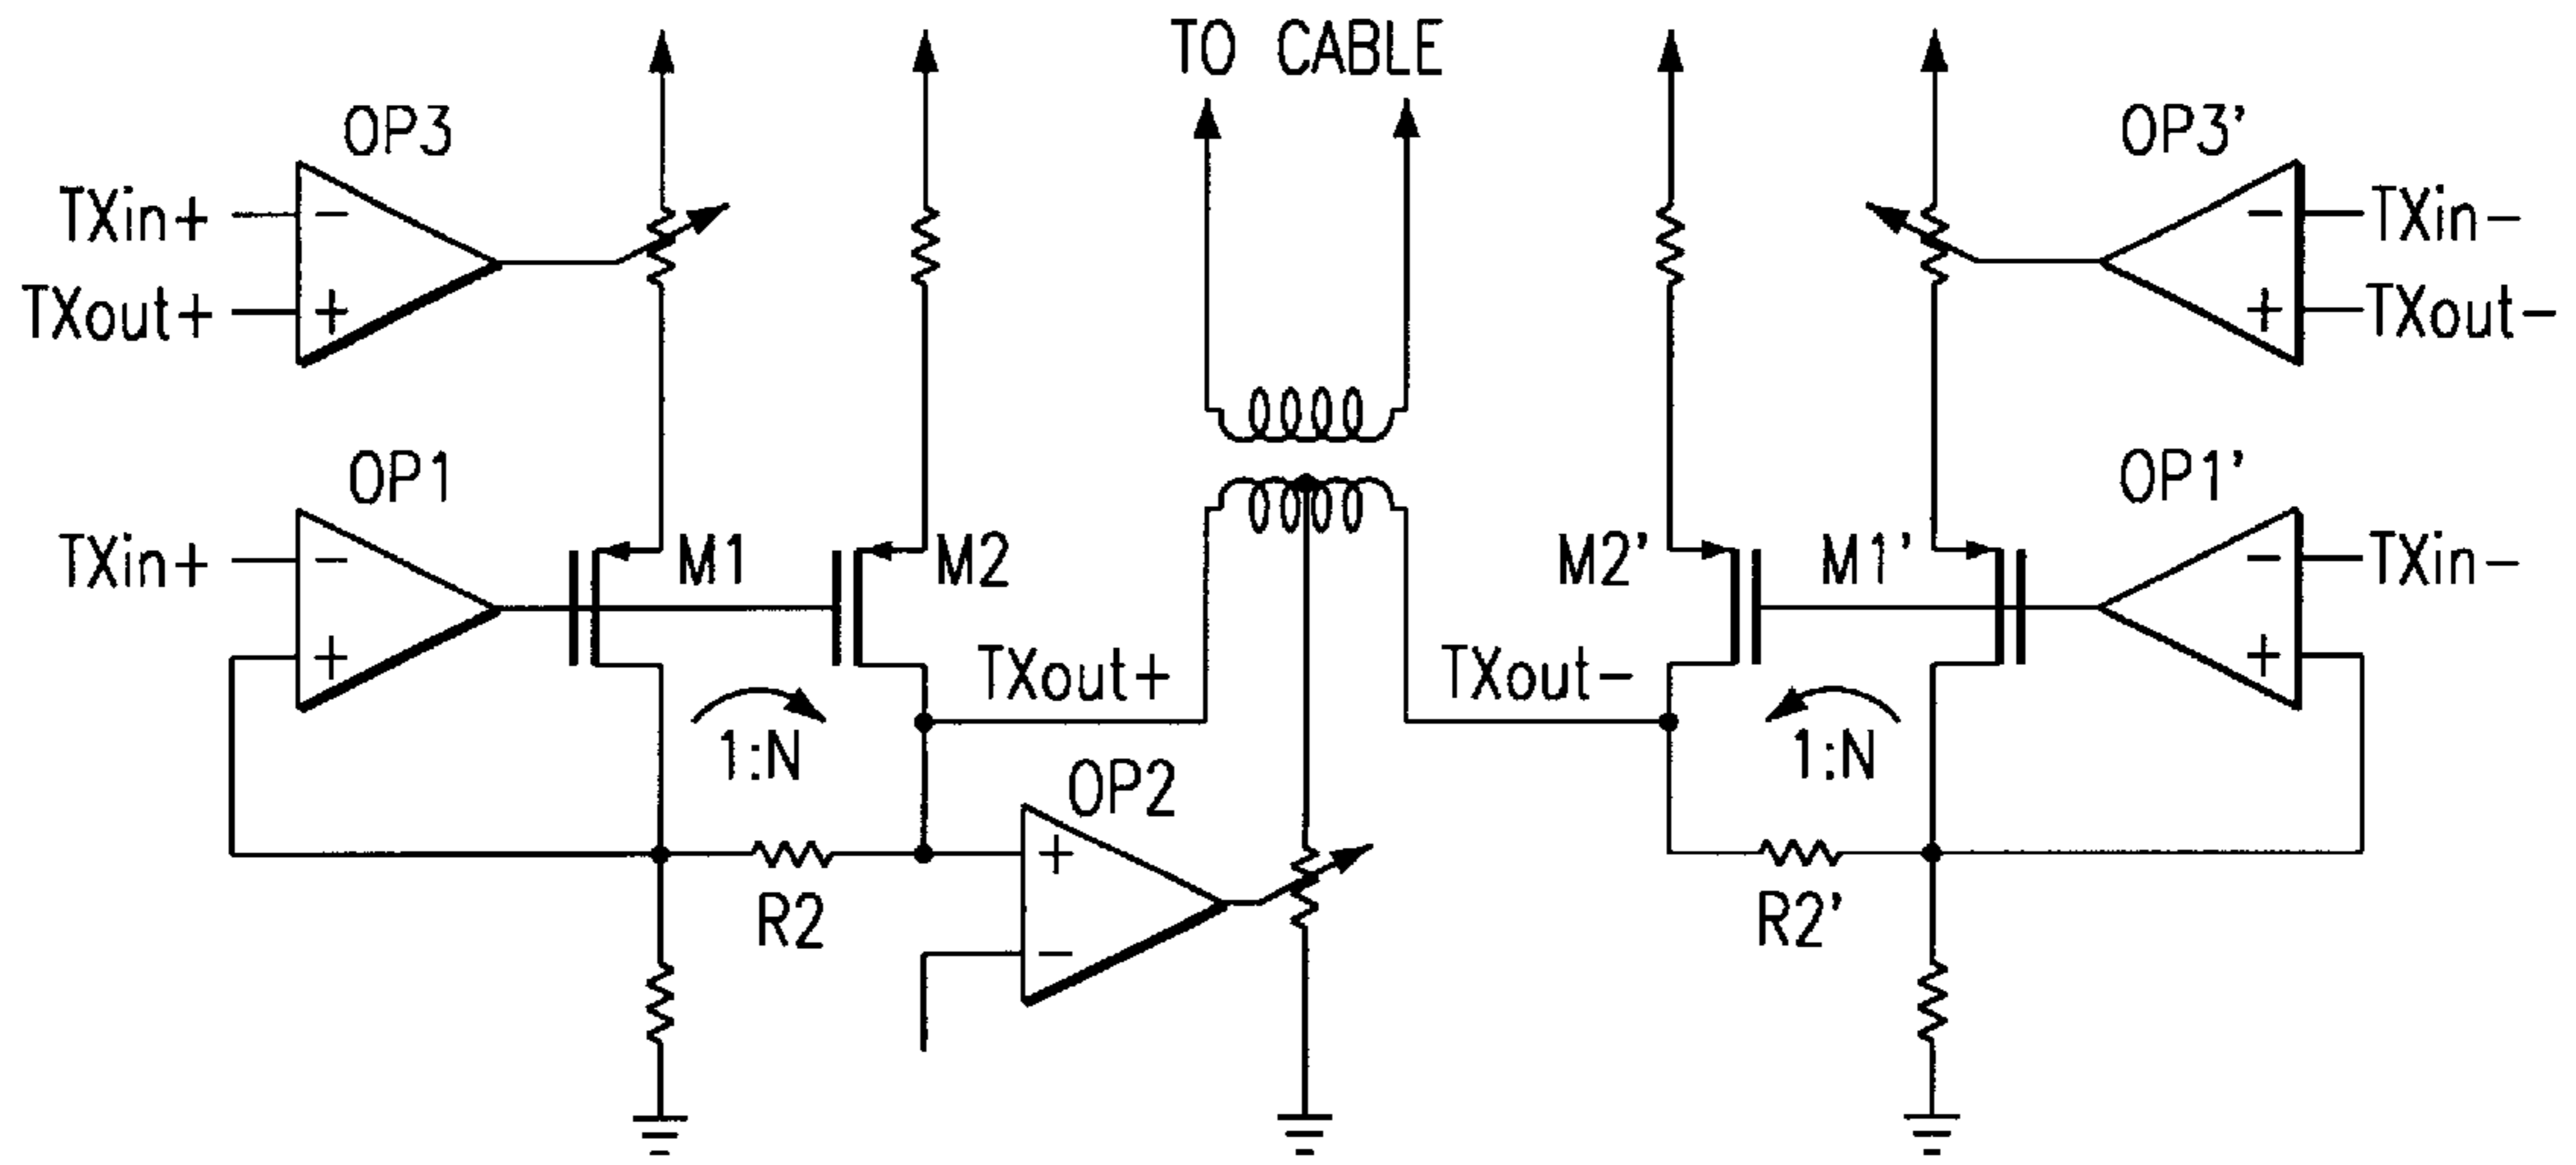 TO CABLE
OP3
OP3'
TXin+
−
−
TXin−
TXout+
+
+
TXout−
OP1
OP1'
TXin+
−
M1
M2
M2'
M1'
−
TXin−
+
TXout+
TXout−
+
1:N
OP2
1:N
R2
+
R2'
−